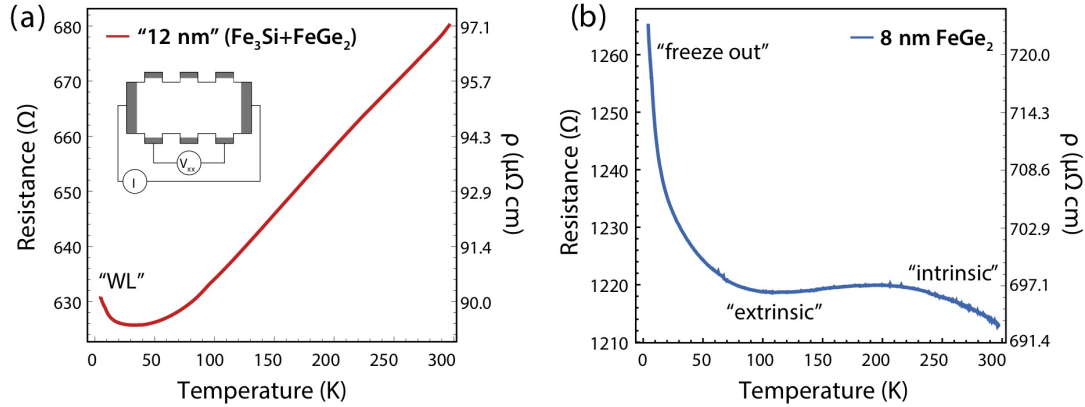 (a)
680
670
660
650
640
630
Resistance (Ω)
"12 nm" (Fe₃Si+FeGe₂)
Vₓₓ
I
"WL"
97.1
95.7
94.3
92.9
91.4
90.0
ρ (μΩ cm)
0 50 100 150 200 250 300
Temperature (K)
(b)
1260
1250
1240
1230
1220
1210
Resistance (Ω)
"freeze out"
8 nm FeGe₂
"extrinsic"
"intrinsic"
720.0
714.3
708.6
702.9
697.1
691.4
ρ (μΩ cm)
0 50 100 150 200 250 300
Temperature (K)